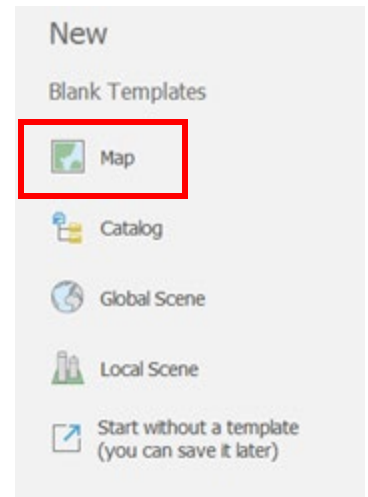 New
Blank Templates
Map
Catalog
Global Scene
Local Scene
Start without a template
(you can save it later)